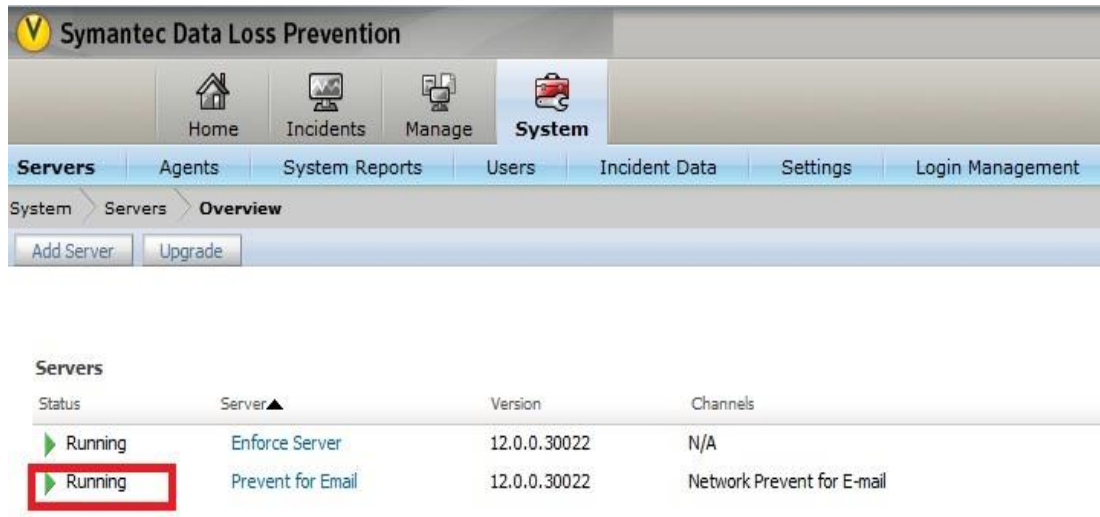 Symantec Data Loss Prevention
Home Incidents Manage System
Servers Agents System Reports Users Incident Data Settings Login Management
System Servers Overview
Add Server Upgrade
Servers
Status Server Version Channels
Running Enforce Server 12.0.0.30022 N/A
Running Prevent for Email 12.0.0.30022 Network Prevent for E-mail